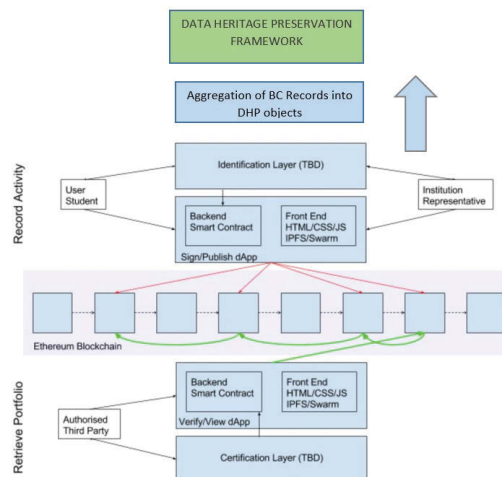 DATA HERITAGE PRESERVATION
FRAMEWORK
Aggregation of BC Records into
DHP objects
Record Activity
Identification Layer (TBD)
User
Student
Institution
Representative
Backend
Smart Contract
Front End
HTML/CSS/JS
IPFS/Swarm
Sign/Publish dApp
Ethereum Blockchain
Retrieve Portfolio
Backend
Smart Contract
Front End
HTML/CSS/JS
IPFS/Swarm
Verify/View dApp
Authorised
Third Party
Certification Layer (TBD)